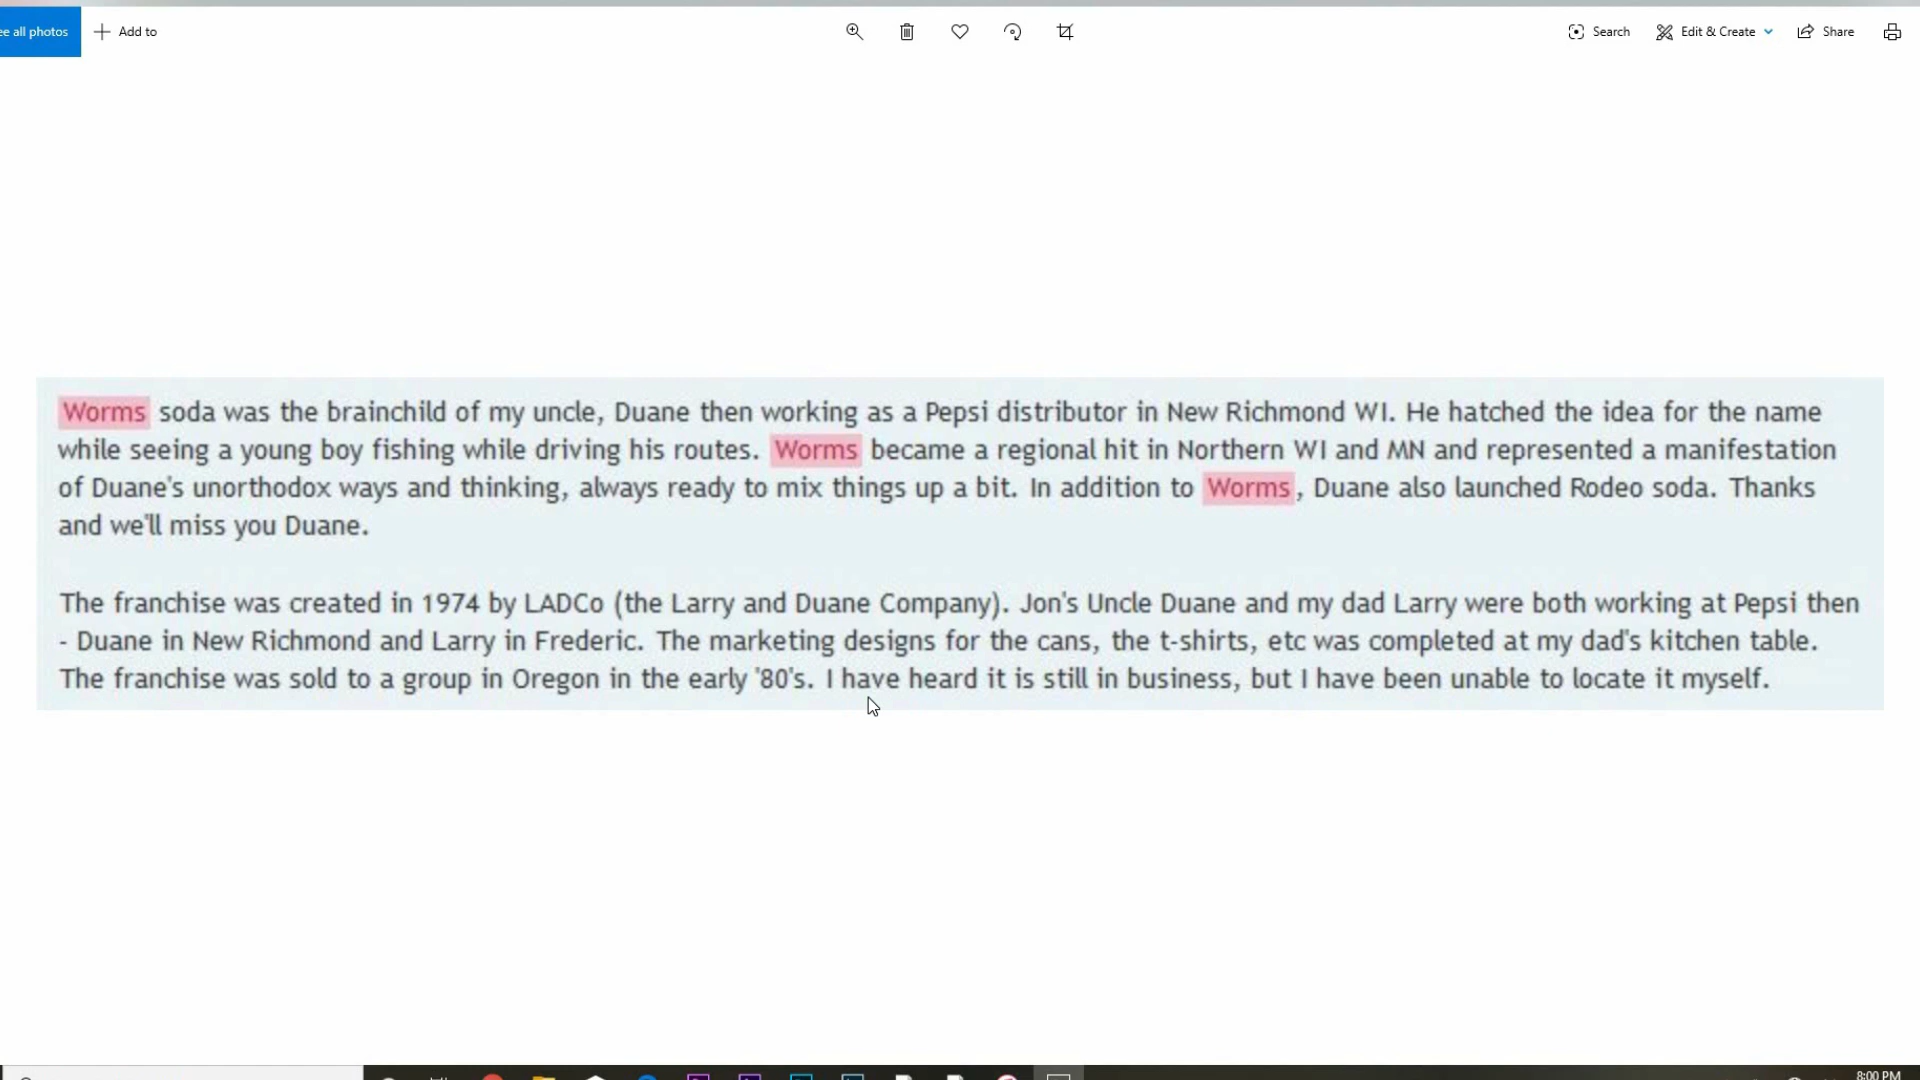 ee all photos
Add to
Search
Edit & Create
Share
Worms soda was the brainchild of my uncle, Duane then working as a Pepsi distributor in New Richmond WI. He hatched the idea for the name
while seeing a young boy fishing while driving his routes. Worms became a regional hit in Northern WI and MN and represented a manifestation
of Duane's unorthodox ways and thinking, always ready to mix things up a bit. In addition to Worms, Duane also launched Rodeo soda. Thanks
and we'll miss you Duane.
The franchise was created in 1974 by LADCo (the Larry and Duane Company). Jon's Uncle Duane and my dad Larry were both working at Pepsi then
- Duane in New Richmond and Larry in Frederic. The marketing designs for the cans, the t-shirts, etc was completed at my dad's kitchen table.
The franchise was sold to a group in Oregon in the early '80's. I have heard it is still in business, but I have been unable to locate it myself.
8:00 PM